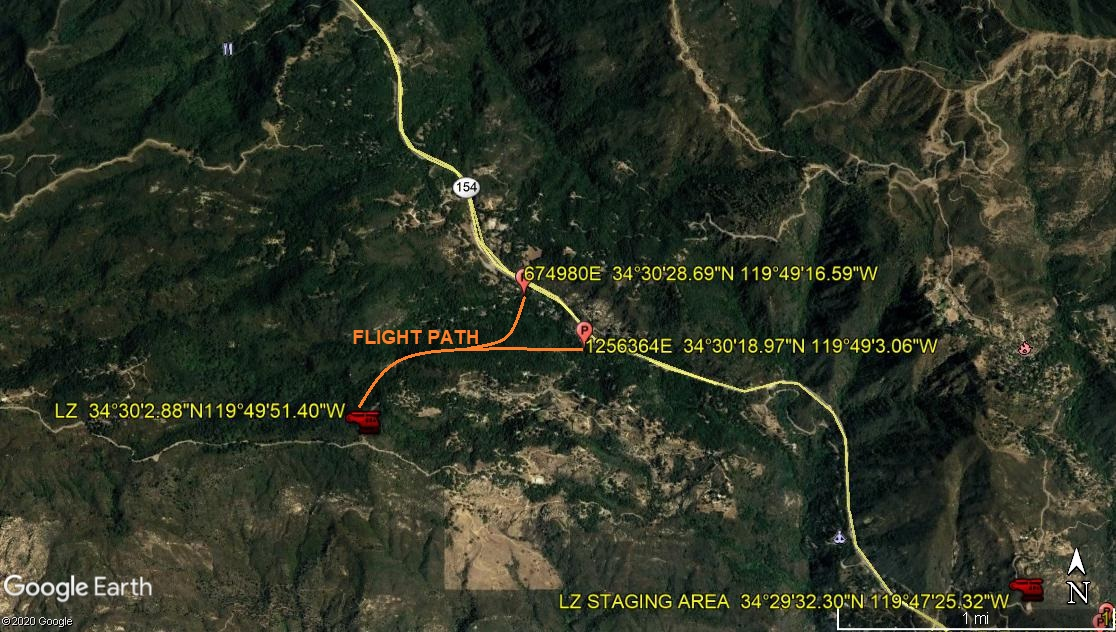 154
674980E 34°30'28.69"N 119°49'16.59"W
FLIGHT PATH
P
1256364E 34°30'18.97"N 119°49'3.06"W
LZ 34°30'2.88"N119°49'51.40"W
Google Earth
LZ STAGING AREA 34°29'32.30"N 119°47'25.32"W
N
1 mi
©2020 Google
P